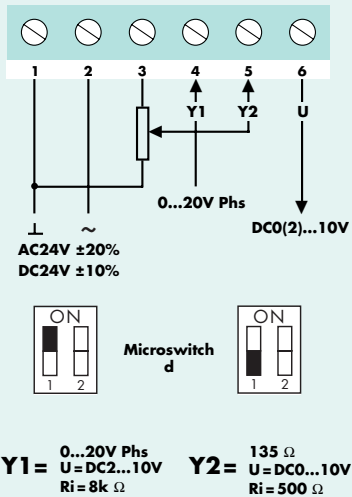 1 2 3 4 5 6
Y1 Y2 U
0...20V Phs
DC0(2)...10V
⊥ ~
AC24V ±20%
DC24V ±10%
ON ON
Microswitch
d
1 2 1 2
Y1= 0...20V Phs
U=DC2...10V
Ri=8k Ω
Y2= 135 Ω
U=DC0...10V
Ri=500 Ω